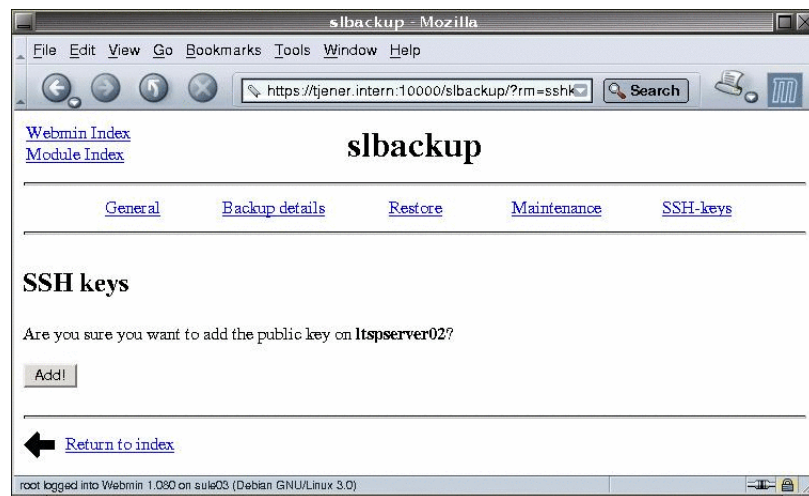 slbackup - Mozilla
File Edit View Go Bookmarks Tools Window Help
https://tjener.intern:10000/slbackup/?rm=sshk Search
Webmin Index
Module Index
slbackup
General Backup details Restore Maintenance SSH-keys
SSH keys
Are you sure you want to add the public key on ltspserver02?
Add!
Return to index
root logged into Webmin 1.080 on sule03 (Debian GNU/Linux 3.0)